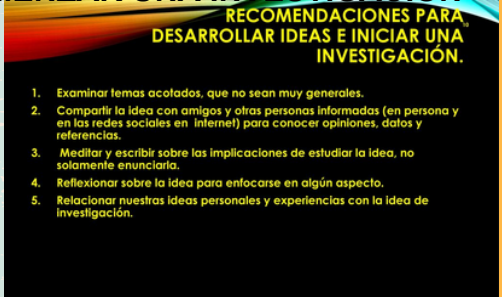 RECOMENDACIONES PARA
DESARROLLAR IDEAS E INICIAR UNA
INVESTIGACIÓN.
1. Examinar temas acotados, que no sean muy generales.
2. Compartir la idea con amigos y otras personas informadas (en persona y
en las redes sociales en internet) para conocer opiniones, datos y
referencias.
3. Meditar y escribir sobre las implicaciones de estudiar la idea, no
solamente enunciarla.
4. Reflexionar sobre la idea para enfocarse en algún aspecto.
5. Relacionar nuestras ideas personales y experiencias con la idea de
investigación.